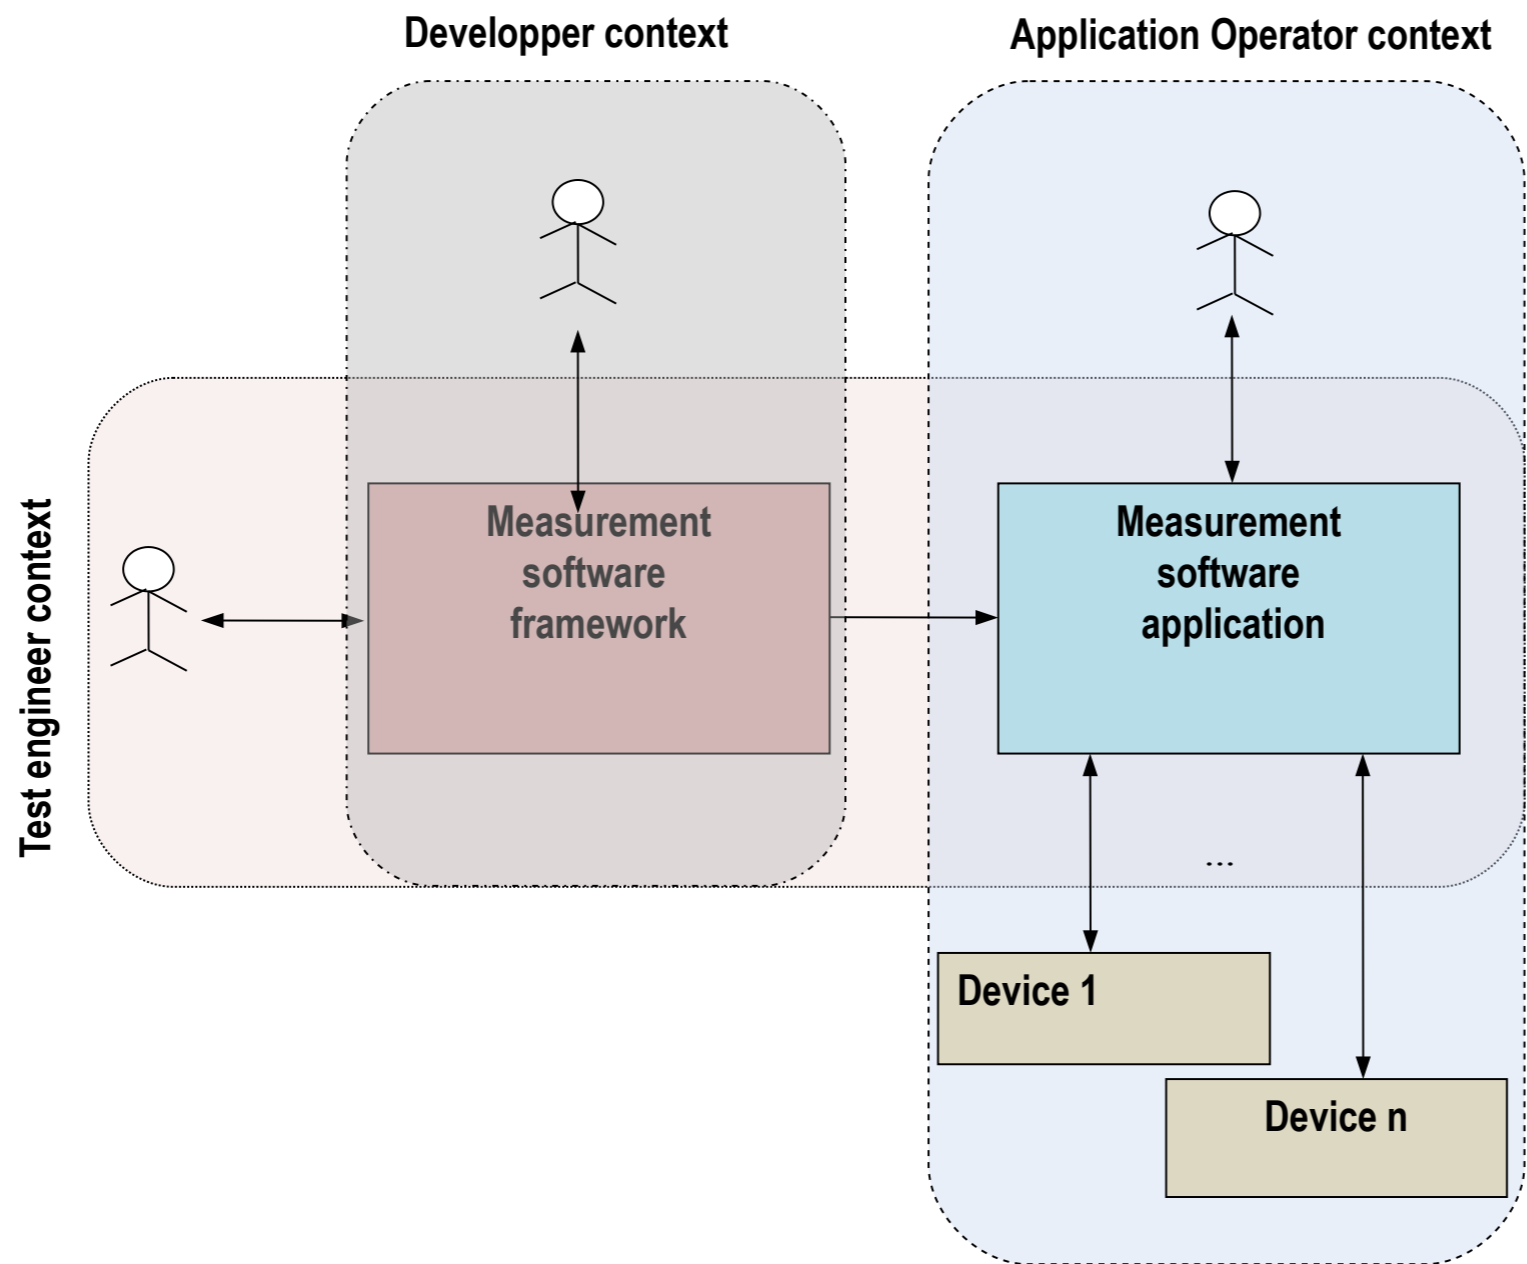 Developper context
Application Operator context
Test engineer context
Measurement
software
framework
Measurement
software
application
...
Device 1
Device n